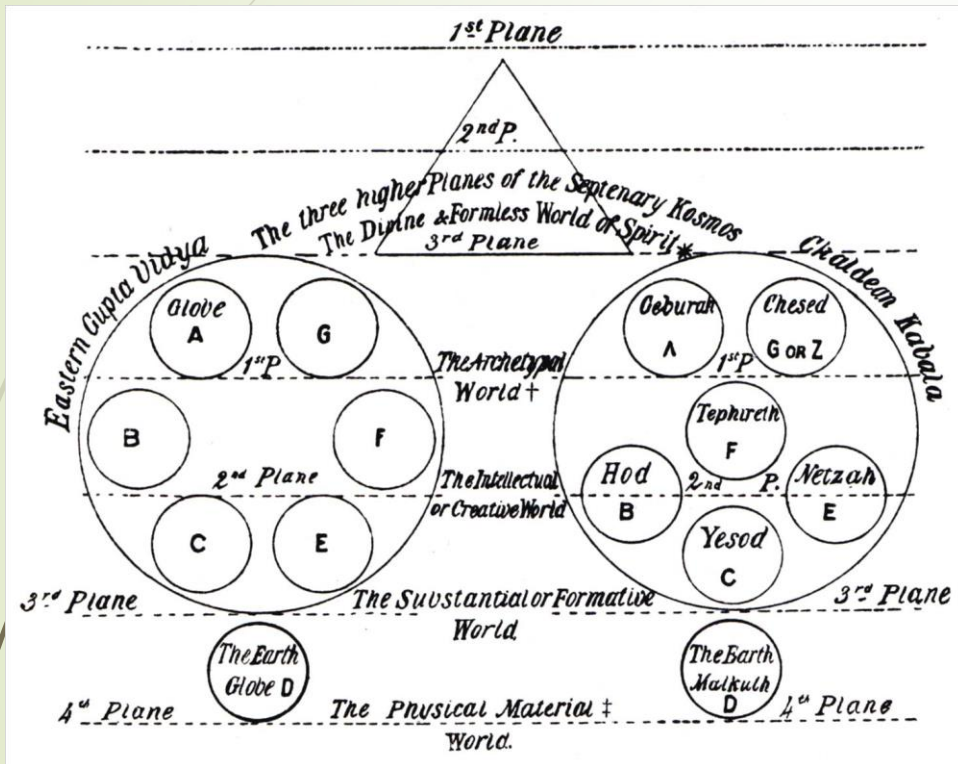 1st Plane
2nd P.
The three higher Planes of the Septenary Kosmos
The Divine & Formless World of Spirit*
3rd Plane
Eastern Gupta Vidya
Chaldean Kabala
Globe
A
G
1st P
The Archetypal
World †
Geburah
A
1st P
Chesed
G OR Z
B
F
Tephireth
F
2nd Plane
The Intellectual
or Creative World
Hod
B
2nd P.
Netzah
E
C
E
Yesod
C
3rd Plane
The Substantial or Formative
World
3rd Plane
The Earth
Globe D
The Earth
Malkuth
D
4th Plane
The Physical Material ‡
World.
4th Plane